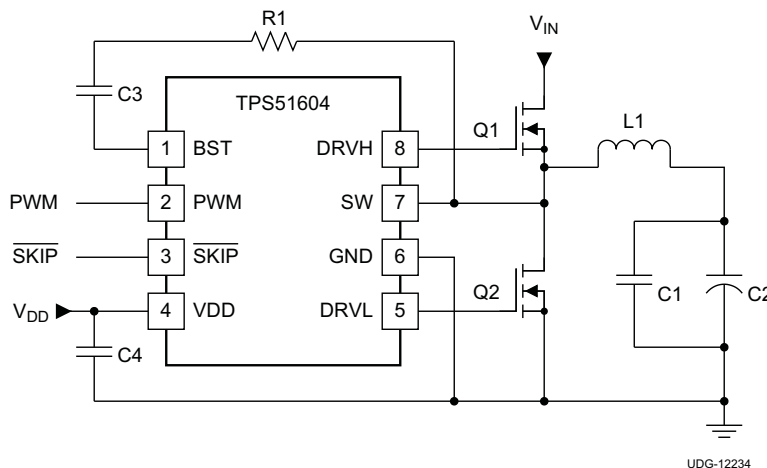 R1
V_IN
C3
TPS51604
Q1
L1
1 BST
DRVH 8
PWM
2 PWM
SW 7
SKIP
3 SKIP
GND 6
C1
C2
V_DD
4 VDD
DRVL 5
Q2
C4
UDG-12234